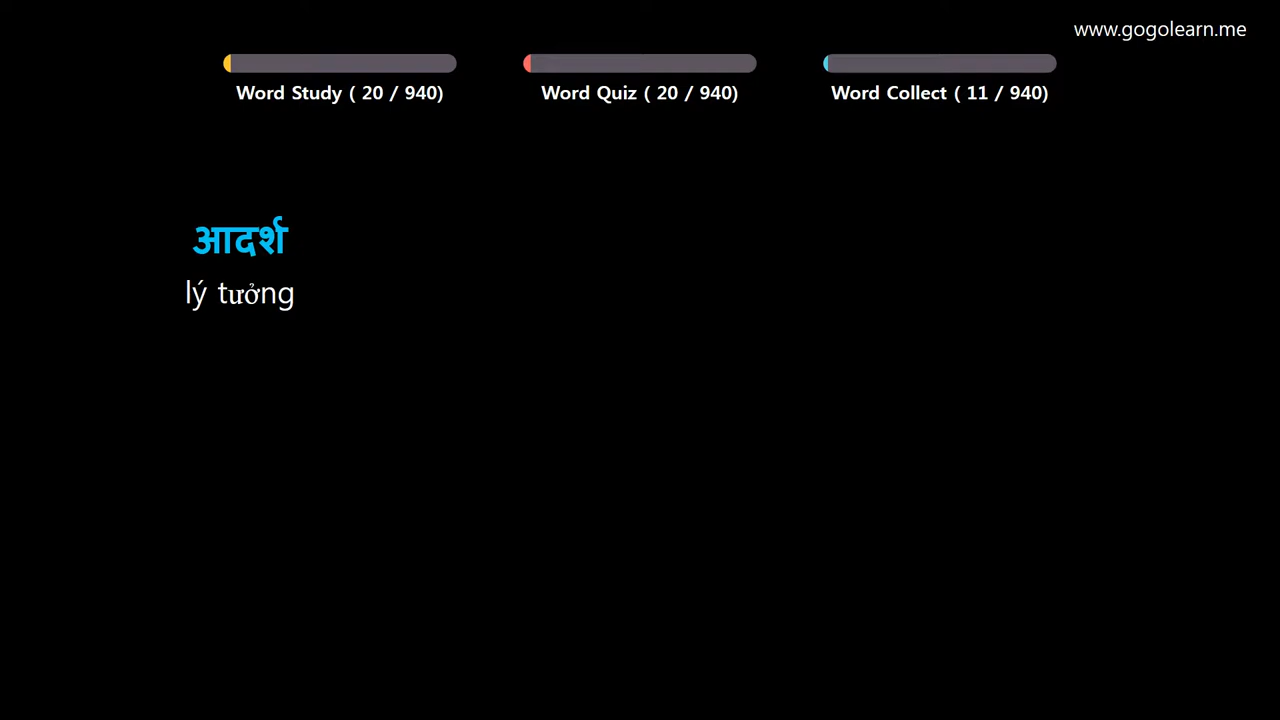 www.gogolearn.me
Word Study ( 20 / 940)
Word Quiz ( 20 / 940)
Word Collect ( 11 / 940)
आदर्श
lý tưởng